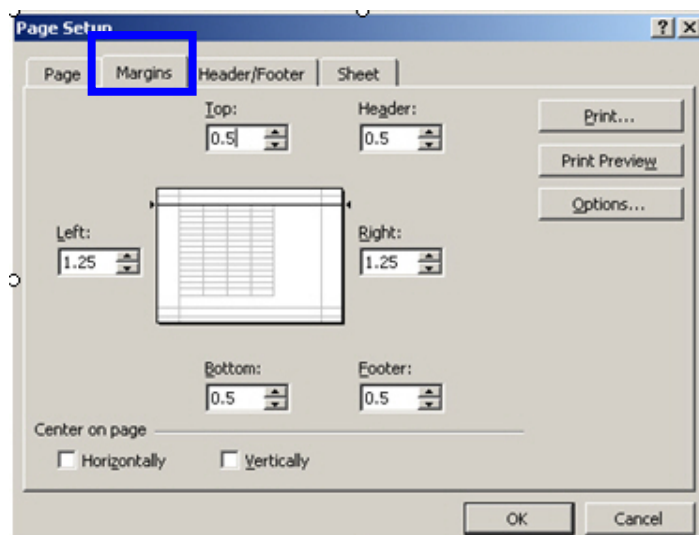 Page Setup
Page Margins Header/Footer Sheet
Top: Header:
0.5 0.5
Print...
Print Preview
Options...
Left: Right:
1.25 1.25
Bottom: Footer:
0.5 0.5
Center on page
Horizontally Vertically
OK Cancel